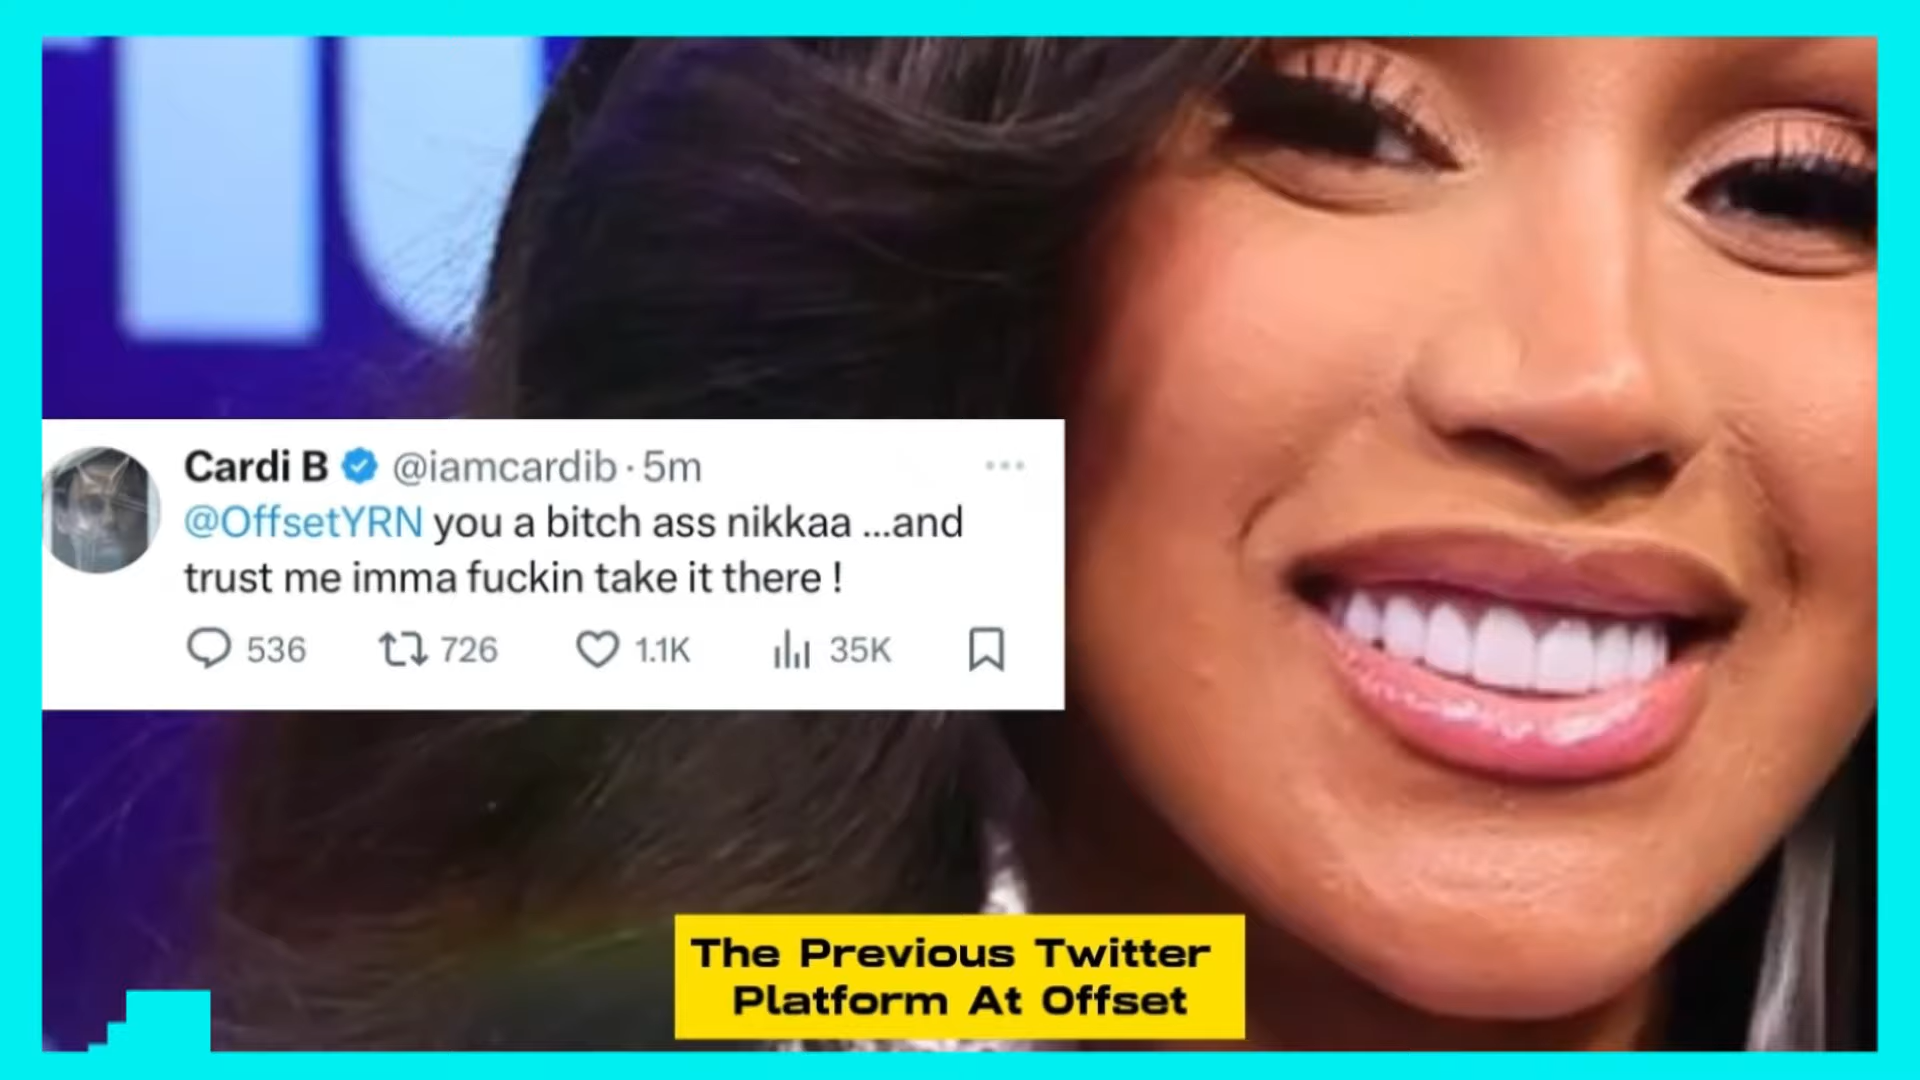 Cardi B @iamcardib · 5m
@OffsetYRN you a bitch ass nikkaa ...and
trust me imma fuckin take it there !
536 726 1.1K 35K
The Previous Twitter
Platform At Offset